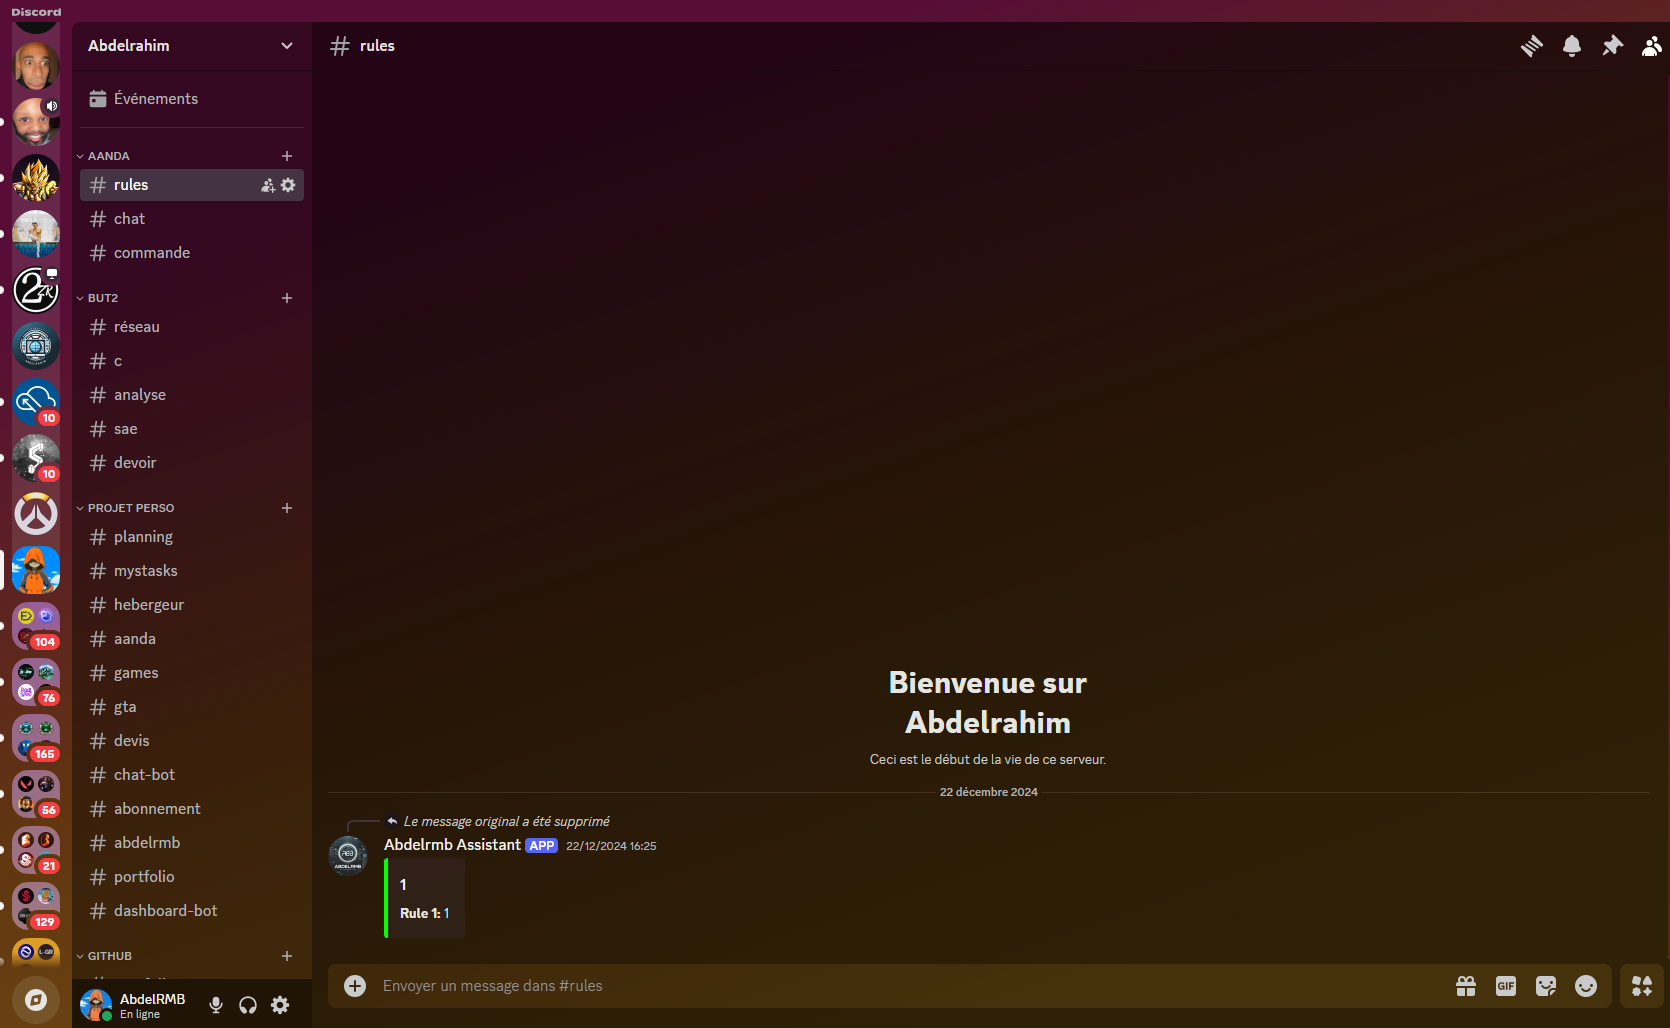 Discord
Abdelrahim
rules
Événements
AANDA
rules
chat
commande
BUT2
réseau
c
analyse
sae
devoir
PROJET PERSO
planning
mystasks
hebergeur
aanda
games
gta
devis
chat-bot
abonnement
abdelrmb
portfolio
dashboard-bot
GITHUB
10
10
104
76
165
56
21
129
AbdelRMB
En ligne
Bienvenue sur
Abdelrahim
Ceci est le début de la vie de ce serveur.
22 décembre 2024
Le message original a été supprimé
Abdelrmb Assistant APP 22/12/2024 16:25
1
Rule 1: 1
Envoyer un message dans #rules
GIF